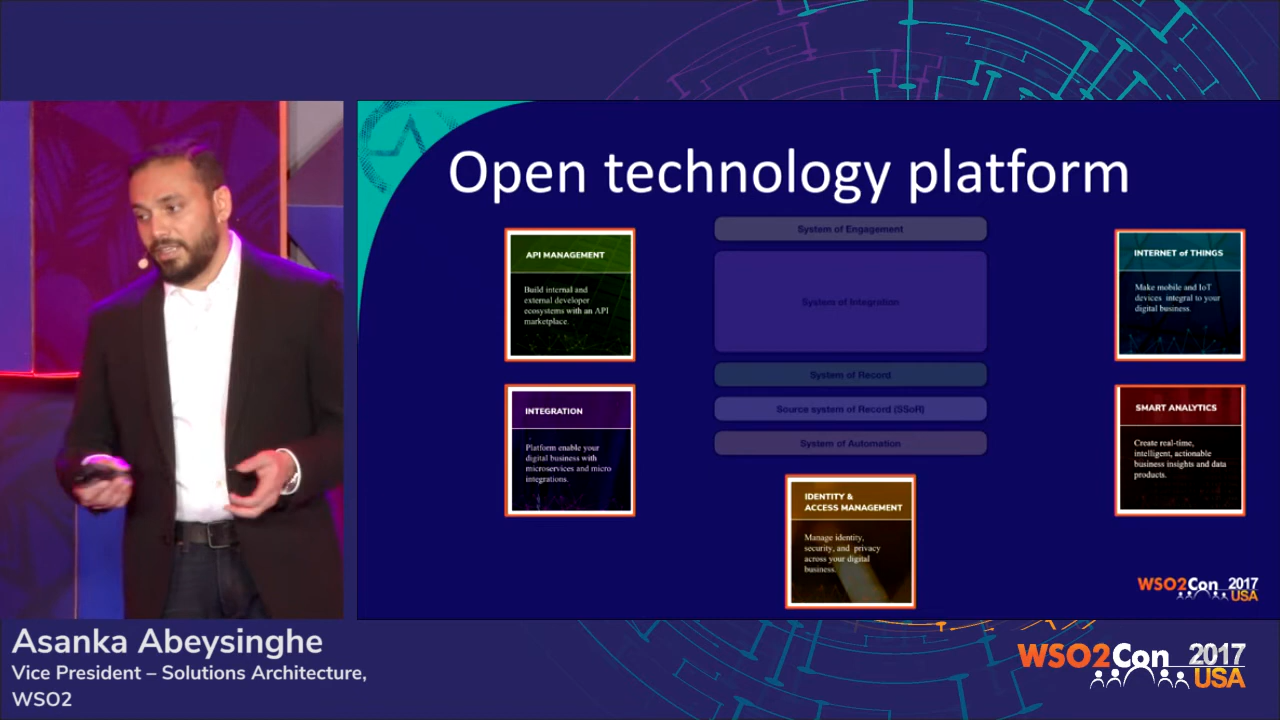 Open technology platform
System of Engagement
API MANAGEMENT
Build internal and
external developer
ecosystems with an API
marketplace.
System of Integration
INTERNET of THINGS
Make mobile and IoT
devices integral to your
digital business.
System of Record
Source system of Record (SSoR)
System of Automation
INTEGRATION
Platform enable your
digital business with
microservices and micro
integrations.
SMART ANALYTICS
Create real-time,
intelligent, actionable
business insights and data
products.
IDENTITY &
ACCESS MANAGEMENT
Manage identity,
security, and privacy
across your digital
business.
WSO2Con 2017
USA
Asanka Abeysinghe
Vice President – Solutions Architecture,
WSO2
WSO2Con 2017
USA